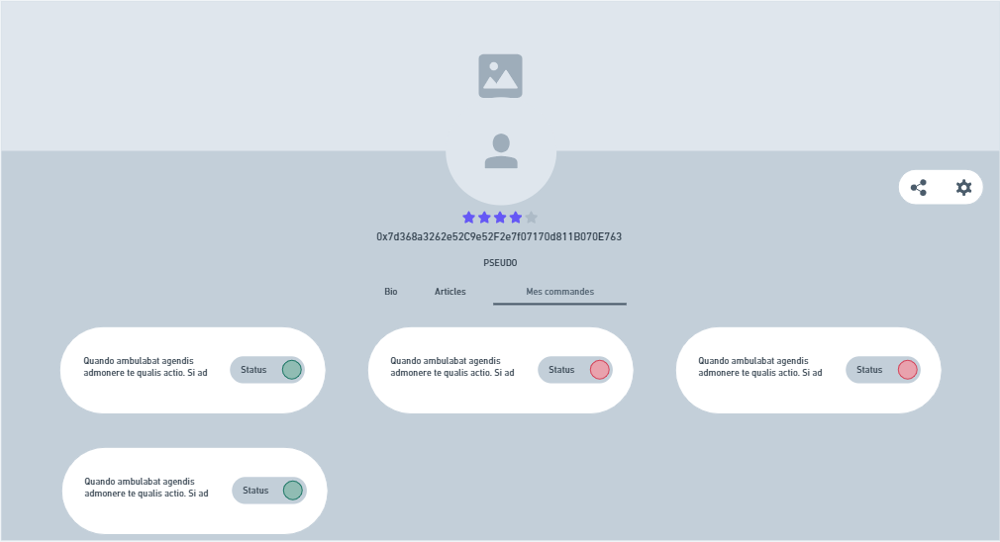 0x7d368a3262e52C9e52F2e7f07170d811B070E763
PSEUDO
Bio
Articles
Mes commandes
Quando ambulabat agendis
admonere te qualis actio. Si ad
Status
Quando ambulabat agendis
admonere te qualis actio. Si ad
Status
Quando ambulabat agendis
admonere te qualis actio. Si ad
Status
Quando ambulabat agendis
admonere te qualis actio. Si ad
Status